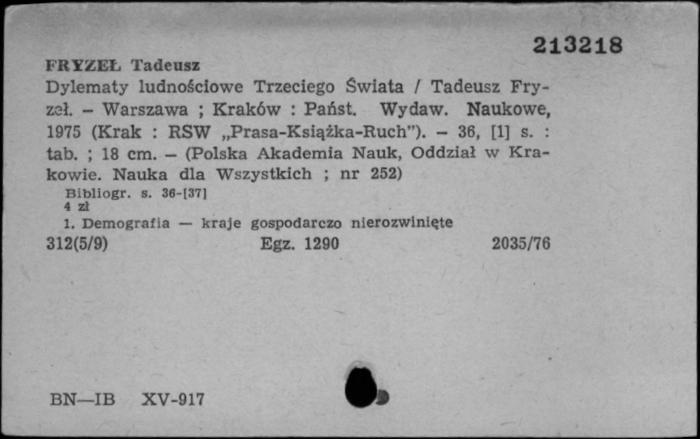 213218
FRYZEŁ Tadeusz
Dylematy ludnościowe Trzeciego Świata / Tadeusz Fry-
zeł. – Warszawa ; Kraków : Państ. Wydaw. Naukowe,
1975 (Krak : RSW „Prasa-Książka-Ruch”). – 36, [1] s. :
tab. ; 18 cm. – (Polska Akademia Nauk, Oddział w Kra-
kowie. Nauka dla Wszystkich ; nr 252)
Bibliogr. s. 36-[37]
4 zł
1. Demografia — kraje gospodarczo nierozwinięte
312(5/9) Egz. 1290 2035/76
BN—IB XV-917